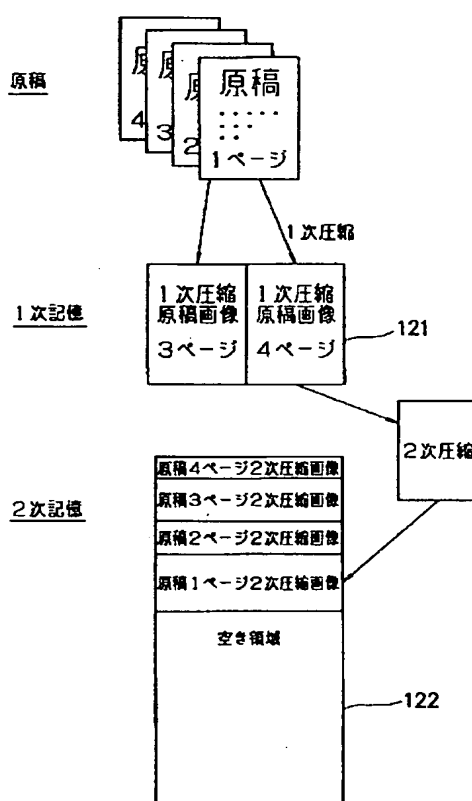 原稿
原
4
原
3
原
2
原稿
1ページ
1次圧縮
1次記憶
1次圧縮
原稿画像
3ページ
1次圧縮
原稿画像
4ページ
121
2次圧縮
2次記憶
原稿4ページ2次圧縮画像
原稿3ページ2次圧縮画像
原稿2ページ2次圧縮画像
原稿1ページ2次圧縮画像
空き領域
122